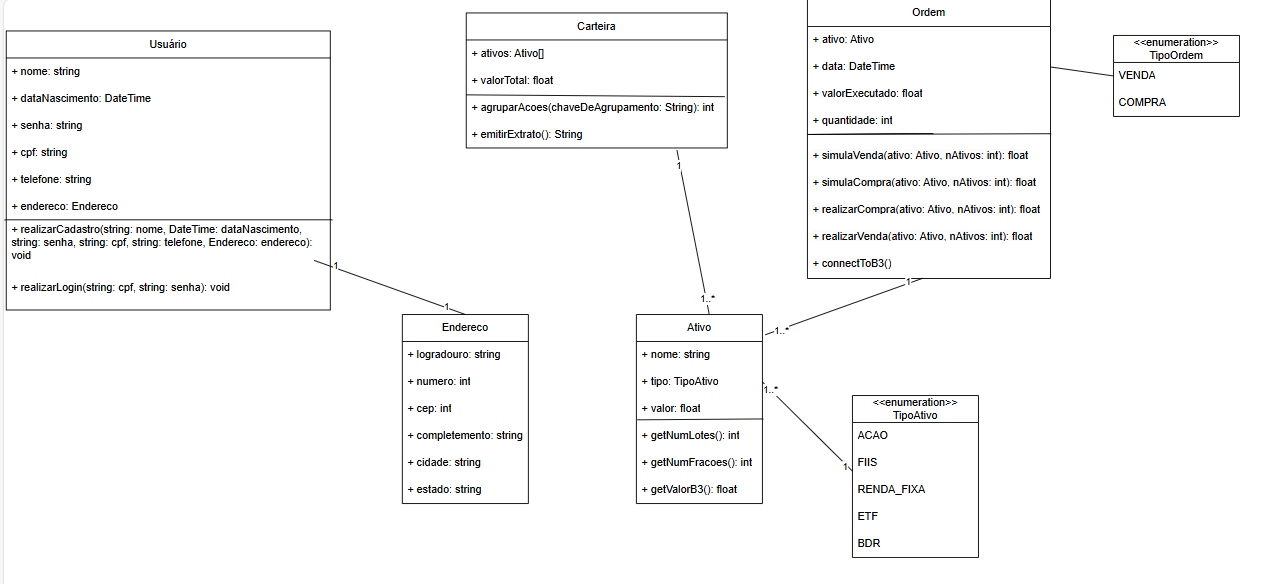 Usuário
+ nome: string
+ dataNascimento: DateTime
+ senha: string
+ cpf: string
+ telefone: string
+ endereco: Endereco
+ realizarCadastro(string: nome, DateTime: dataNascimento,
string: senha, string: cpf, string: telefone, Endereco: endereco):
void
+ realizarLogin(string: cpf, string: senha): void
1
1
Endereco
+ logradouro: string
+ numero: int
+ cep: int
+ completemento: string
+ cidade: string
+ estado: string
Carteira
+ ativos: Ativo[]
+ valorTotal: float
+ agruparAcoes(chaveDeAgrupamento: String): int
+ emitirExtrato(): String
1
1..*
Ativo
+ nome: string
+ tipo: TipoAtivo
+ valor: float
+ getNumLotes(): int
+ getNumFracoes(): int
+ getValorB3(): float
Ordem
+ ativo: Ativo
+ data: DateTime
+ valorExecutado: float
+ quantidade: int
+ simulaVenda(ativo: Ativo, nAtivos: int): float
+ simulaCompra(ativo: Ativo, nAtivos: int): float
+ realizarCompra(ativo: Ativo, nAtivos: int): float
+ realizarVenda(ativo: Ativo, nAtivos: int): float
+ connectToB3()
1
1..*
1..*
1
<<enumeration>>
TipoOrdem
VENDA
COMPRA
<<enumeration>>
TipoAtivo
ACAO
FIIS
RENDA_FIXA
ETF
BDR